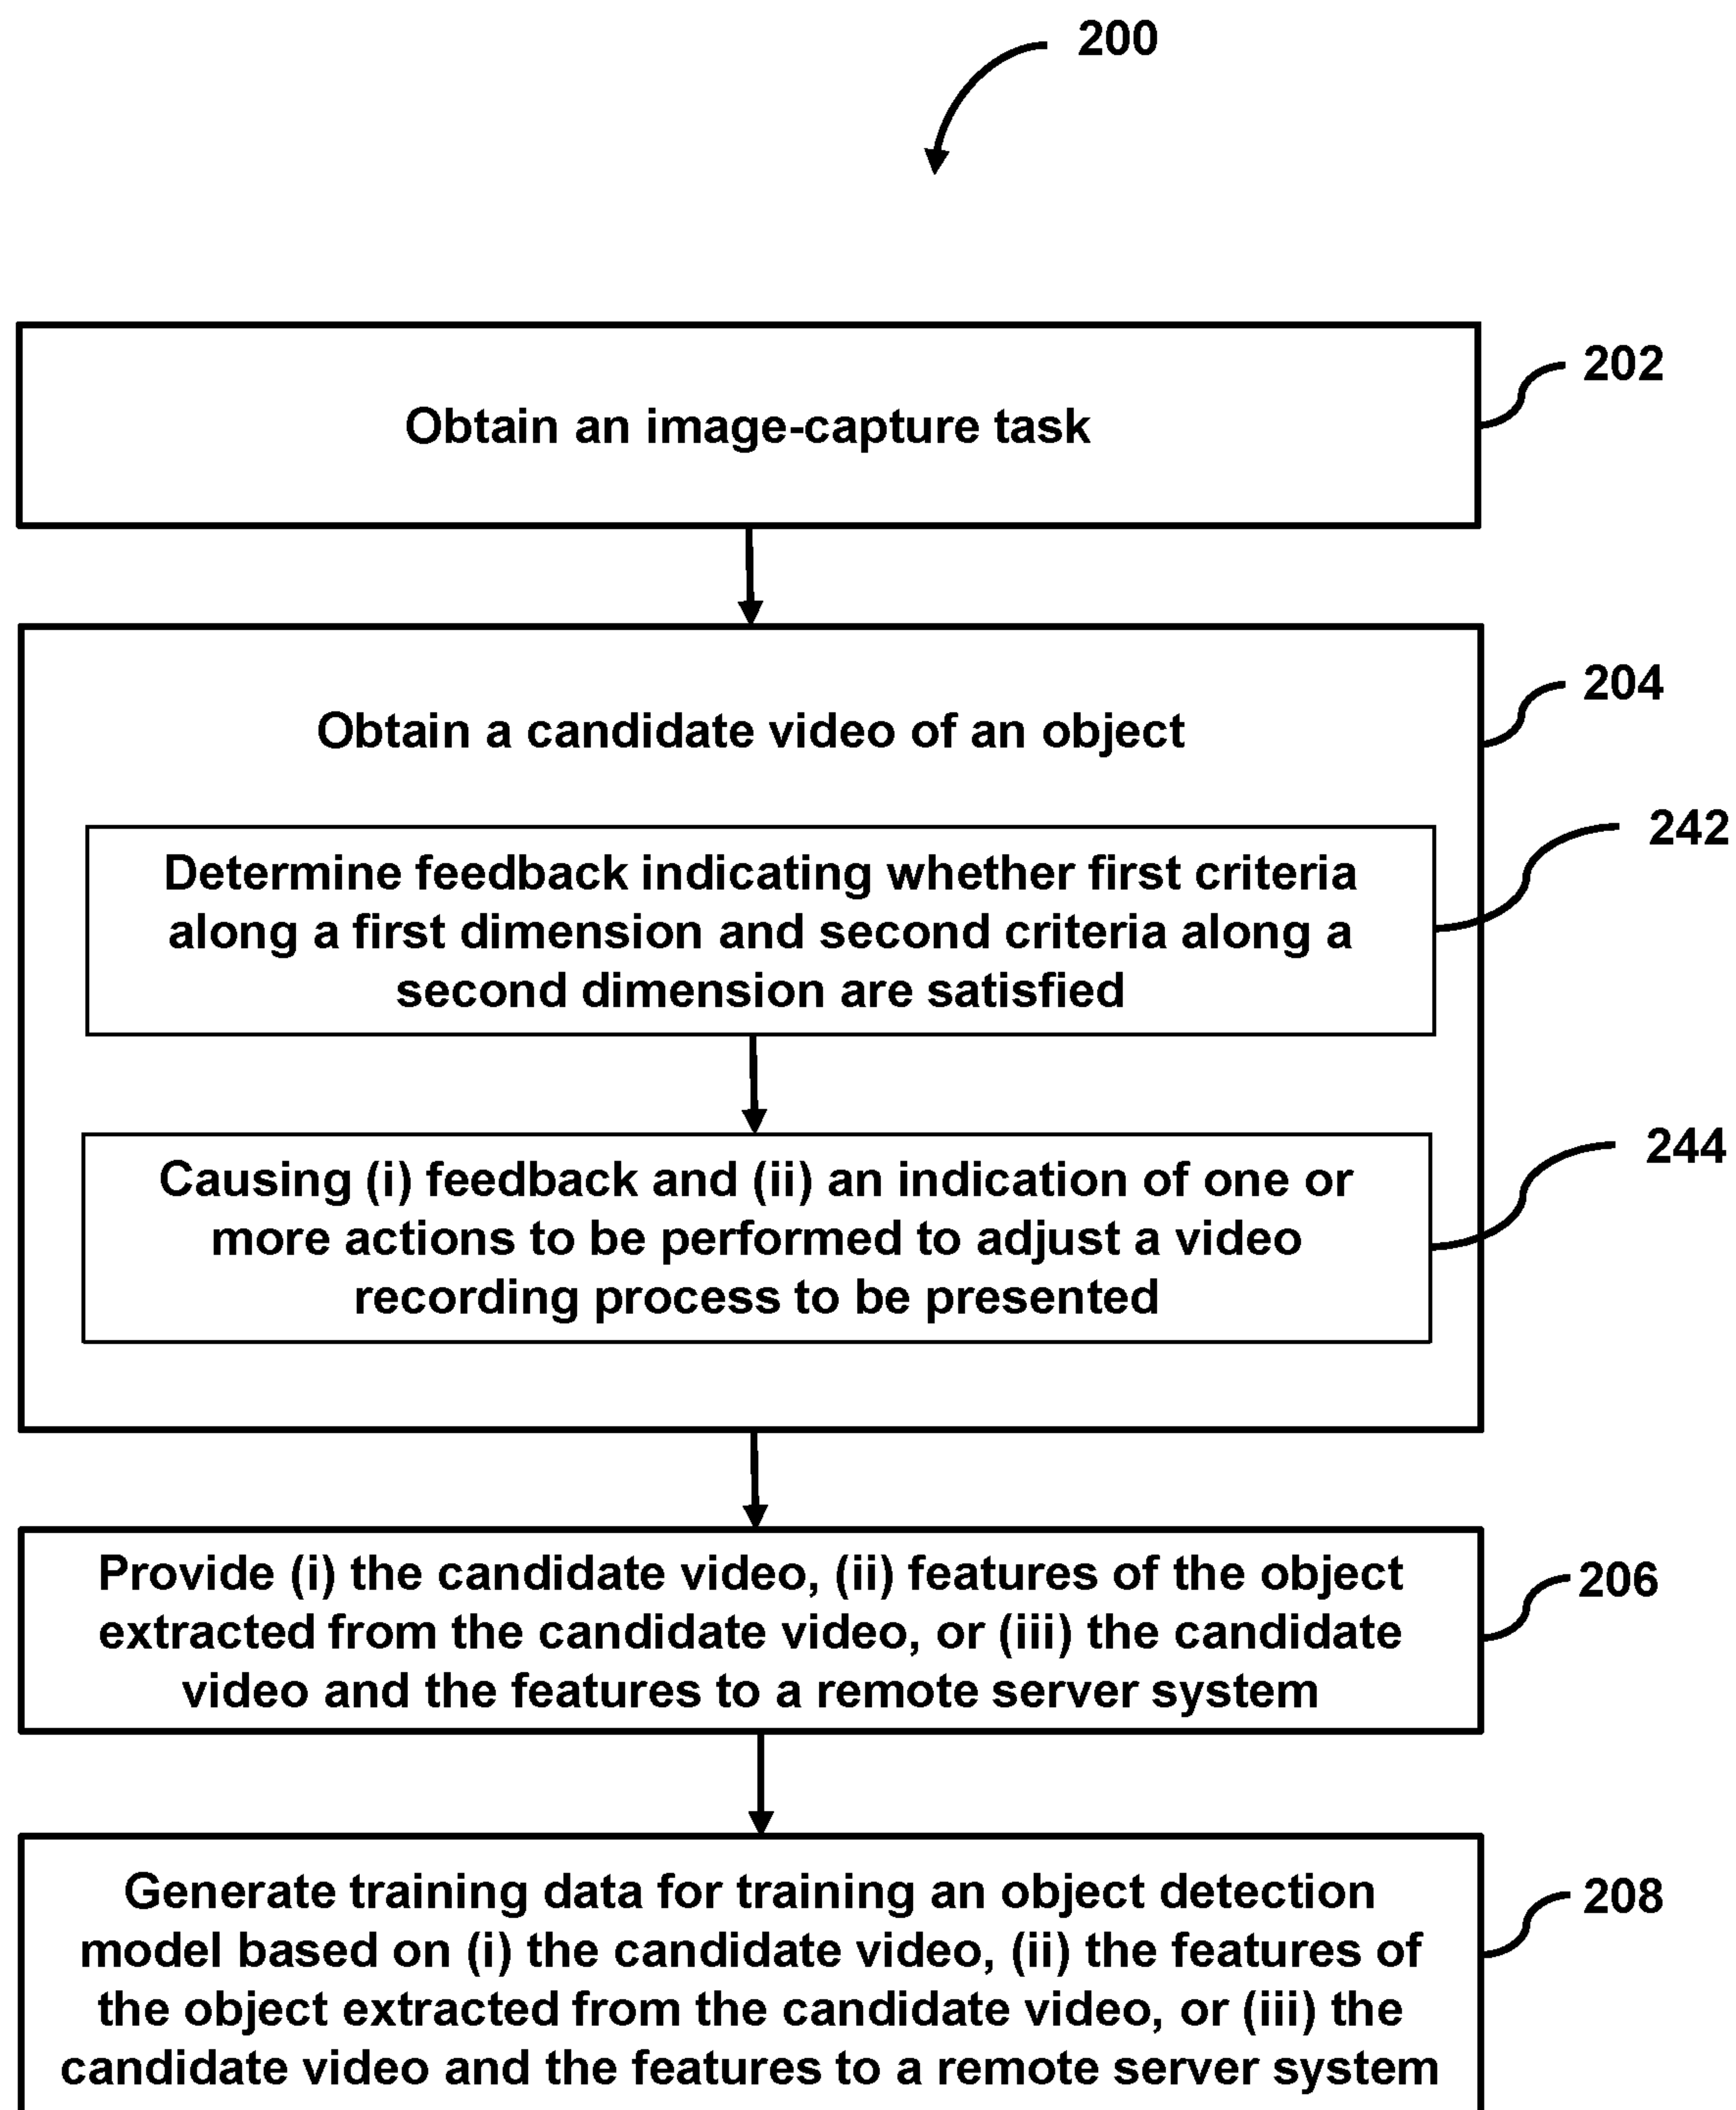 200
202
Obtain an image-capture task
204
Obtain a candidate video of an object
242
Determine feedback indicating whether first criteria
along a first dimension and second criteria along a
second dimension are satisfied
244
Causing (i) feedback and (ii) an indication of one or
more actions to be performed to adjust a video
recording process to be presented
206
Provide (i) the candidate video, (ii) features of the object
extracted from the candidate video, or (iii) the candidate
video and the features to a remote server system
208
Generate training data for training an object detection
model based on (i) the candidate video, (ii) the features of
the object extracted from the candidate video, or (iii) the
candidate video and the features to a remote server system